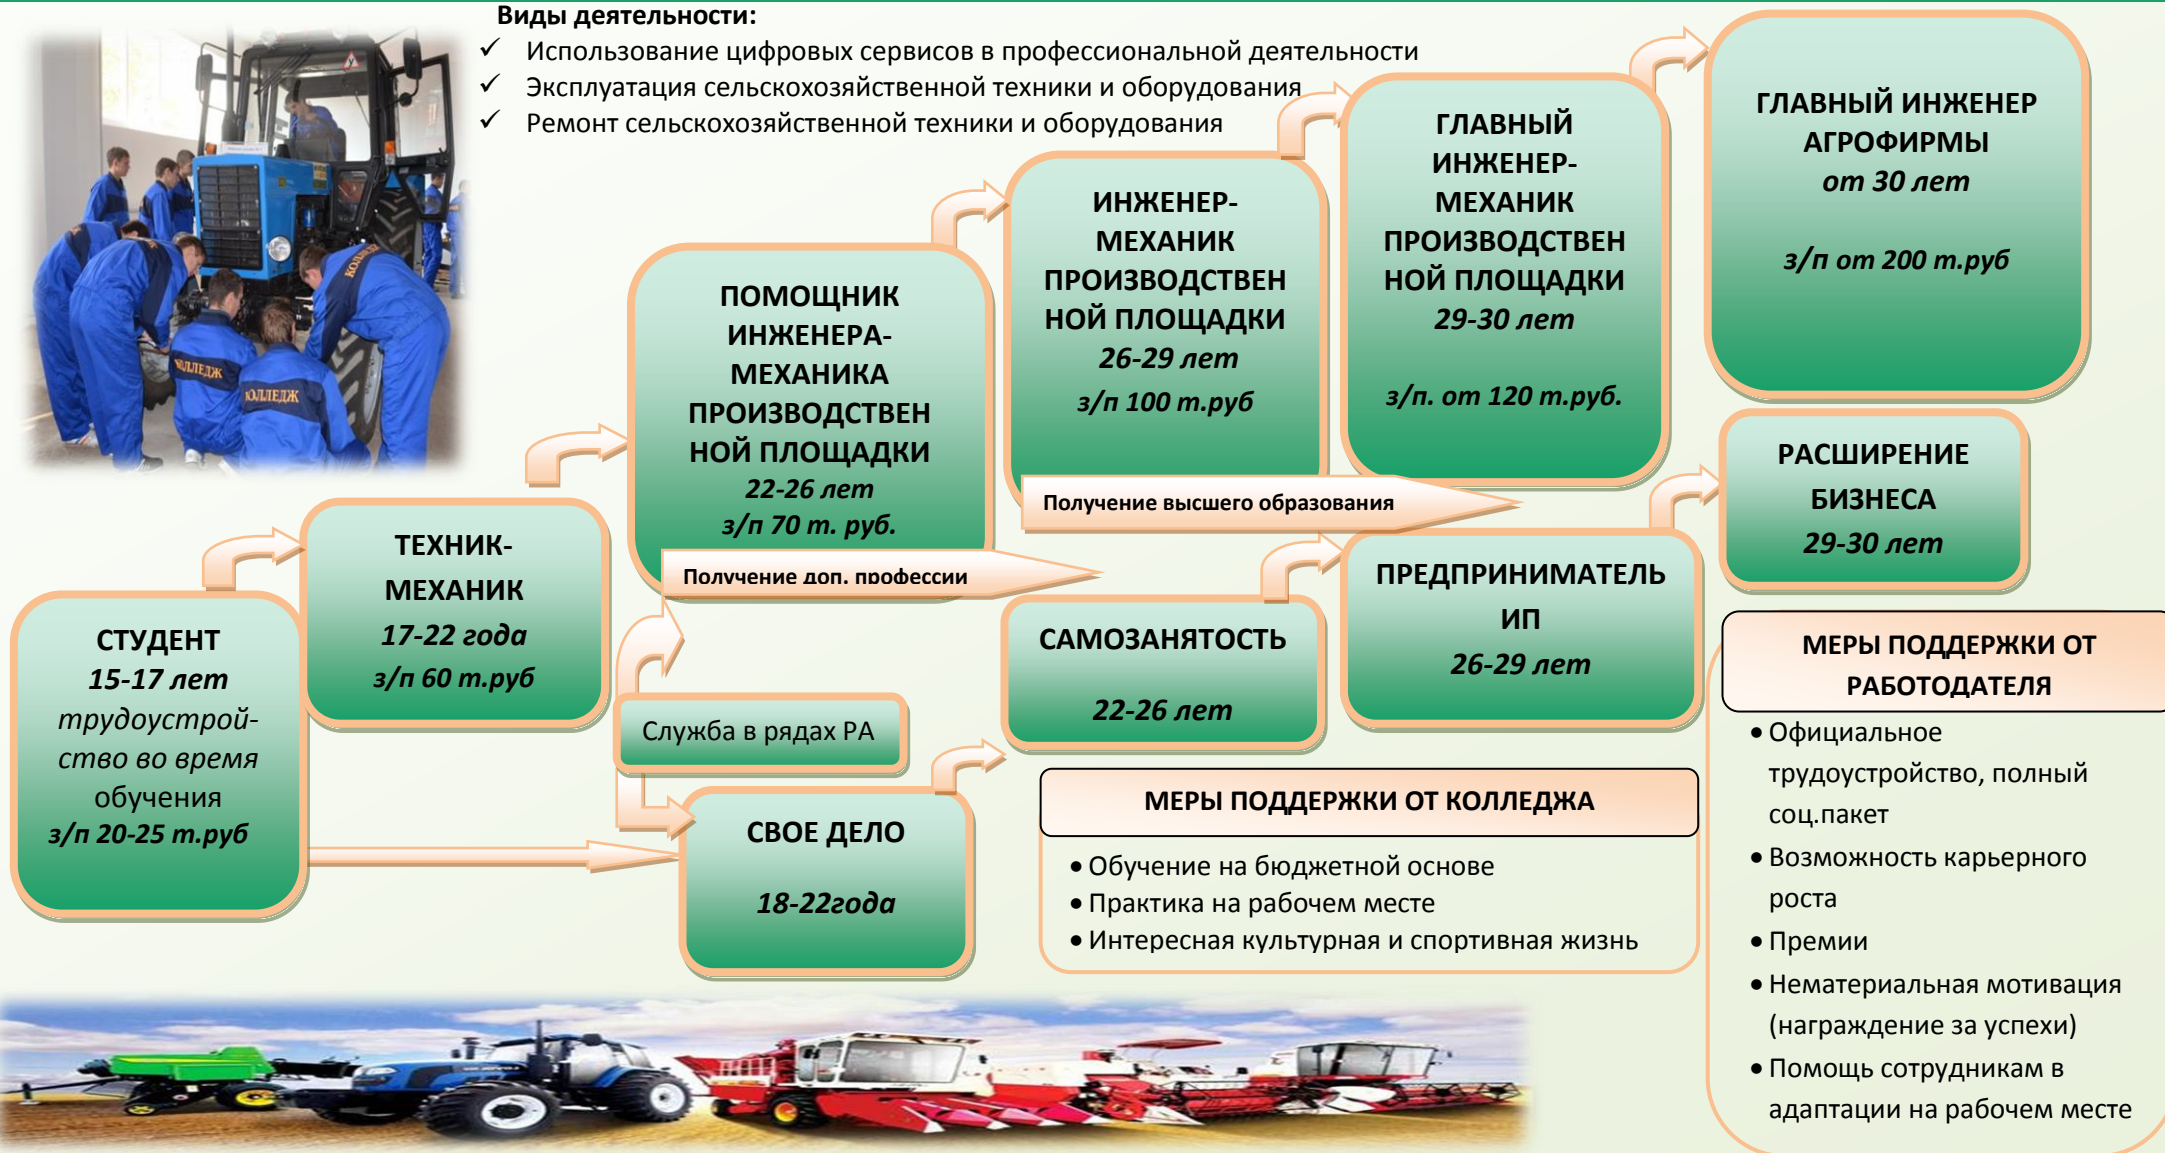 Виды деятельности:
✓ Использование цифровых сервисов в профессиональной деятельности
✓ Эксплуатация сельскохозяйственной техники и оборудования
✓ Ремонт сельскохозяйственной техники и оборудования
КОЛЛЕДЖ
КОЛЛЕДЖ
КОЛЛЕДЖ
СТУДЕНТ
15-17 лет
трудоустрой-
ство во время
обучения
з/п 20-25 т.руб
ТЕХНИК-
МЕХАНИК
17-22 года
з/п 60 т.руб
ПОМОЩНИК
ИНЖЕНЕРА-
МЕХАНИКА
ПРОИЗВОДСТВЕН
НОЙ ПЛОЩАДКИ
22-26 лет
з/п 70 т. руб.
Получение доп. профессии
ИНЖЕНЕР-
МЕХАНИК
ПРОИЗВОДСТВЕН
НОЙ ПЛОЩАДКИ
26-29 лет
з/п 100 т.руб
Получение высшего образования
ГЛАВНЫЙ
ИНЖЕНЕР-
МЕХАНИК
ПРОИЗВОДСТВЕН
НОЙ ПЛОЩАДКИ
29-30 лет
з/п. от 120 т.руб.
ГЛАВНЫЙ ИНЖЕНЕР
АГРОФИРМЫ
от 30 лет
з/п от 200 т.руб
Служба в рядах РА
СВОЕ ДЕЛО
18-22года
САМОЗАНЯТОСТЬ
22-26 лет
ПРЕДПРИНИМАТЕЛЬ
ИП
26-29 лет
РАСШИРЕНИЕ
БИЗНЕСА
29-30 лет
МЕРЫ ПОДДЕРЖКИ ОТ КОЛЛЕДЖА
• Обучение на бюджетной основе
• Практика на рабочем месте
• Интересная культурная и спортивная жизнь
МЕРЫ ПОДДЕРЖКИ ОТ
РАБОТОДАТЕЛЯ
• Официальное
трудоустройство, полный
соц.пакет
• Возможность карьерного
роста
• Премии
• Нематериальная мотивация
(награждение за успехи)
• Помощь сотрудникам в
адаптации на рабочем месте